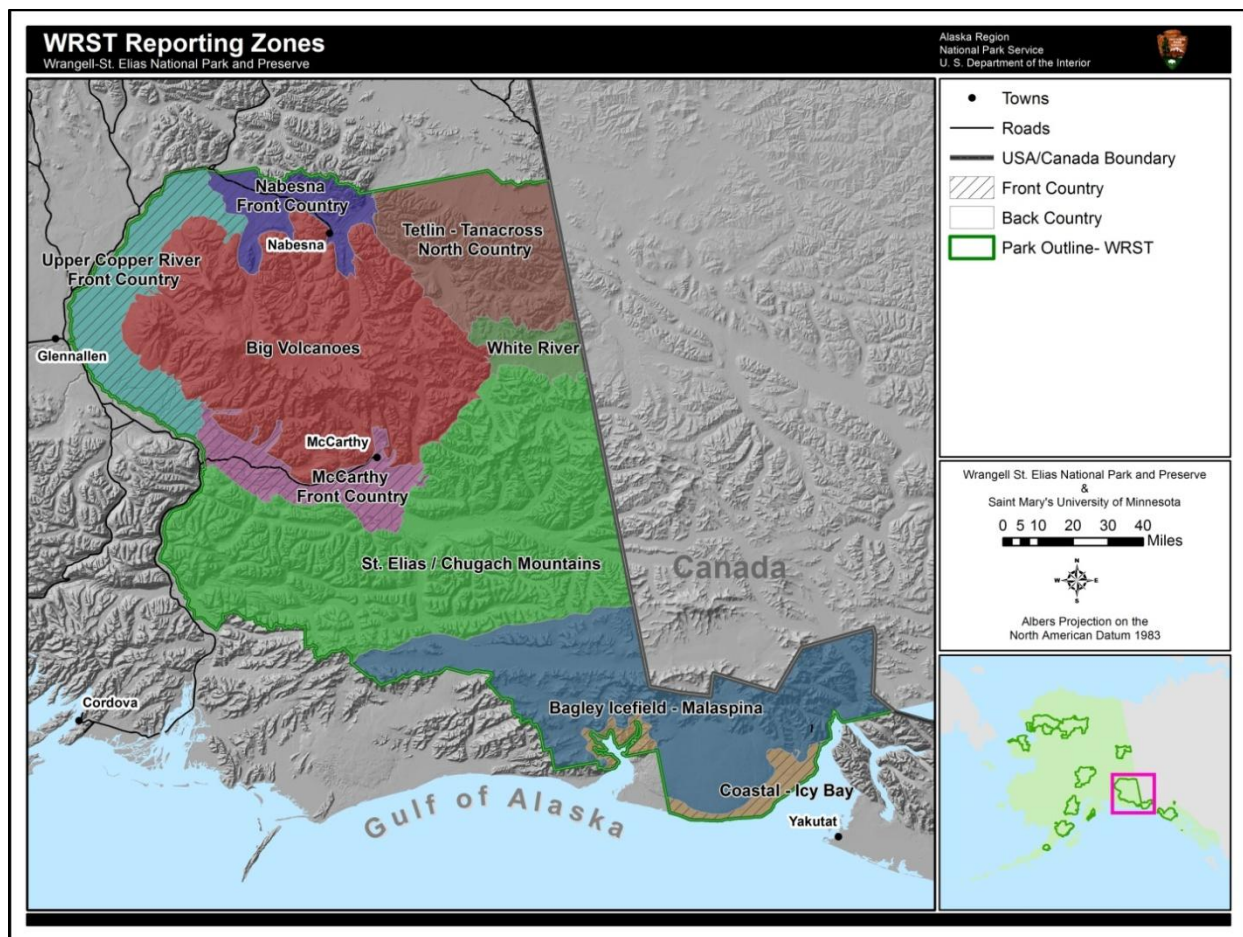 WRST Reporting Zones
Wrangell-St. Elias National Park and Preserve
Alaska Region
National Park Service
U. S. Department of the Interior
Towns
Roads
USA/Canada Boundary
Front Country
Back Country
Park Outline- WRST
Nabesna
Front Country
Nabesna
Tetlin - Tanacross
North Country
Upper Copper River
Front Country
Glennallen
Big Volcanoes
White River
McCarthy
McCarthy
Front Country
St. Elias / Chugach Mountains
Canada
Cordova
Bagley Icefield - Malaspina
Coastal - Icy Bay
Yakutat
Gulf of Alaska
Wrangell St. Elias National Park and Preserve
&
Saint Mary's University of Minnesota
0 5 10 20 30 40
Miles
N
W E
S
Albers Projection on the
North American Datum 1983